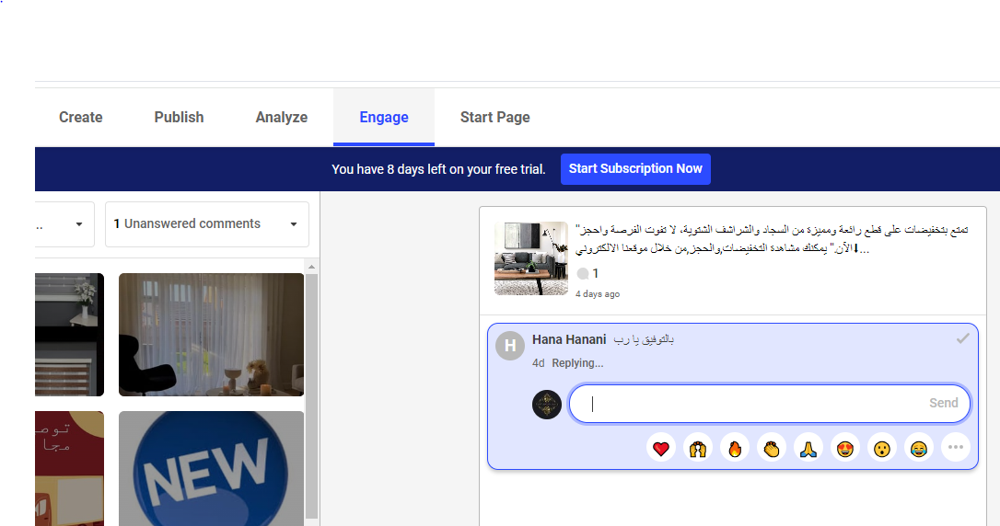 Create Publish Analyze Engage Start Page
You have 8 days left on your free trial. Start Subscription Now
..
1 Unanswered comments
توصـ
مجا
NEW
"تمتع بتخفيضات على قطع رائعة ومميزة من السجاد والشراشف الشتوية، لا تفوت الفرصة واحجز
الآن." يمكنك مشاهدة التخفيضات,والحجز,من خلال موقعنا الالكتروني⬇...
1
4 days ago
H
Hana Hanani بالتوفيق يا رب
4d Replying...
Send